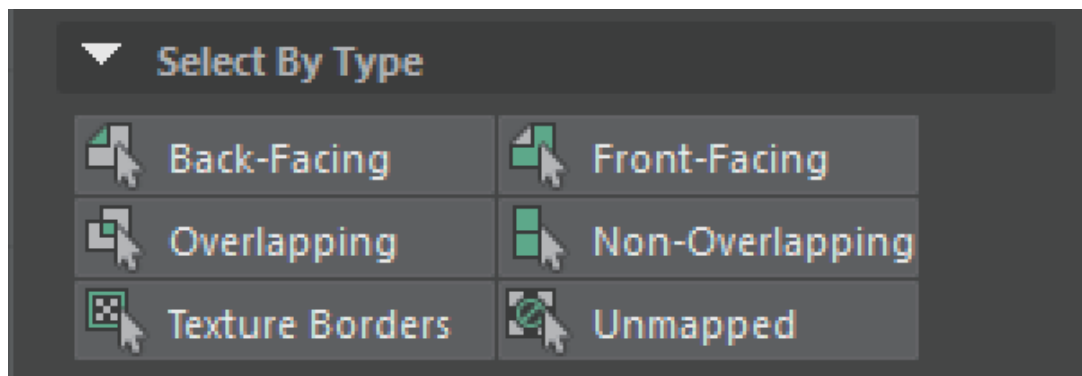 Select By Type
Back-Facing
Front-Facing
Overlapping
Non-Overlapping
Texture Borders
Unmapped